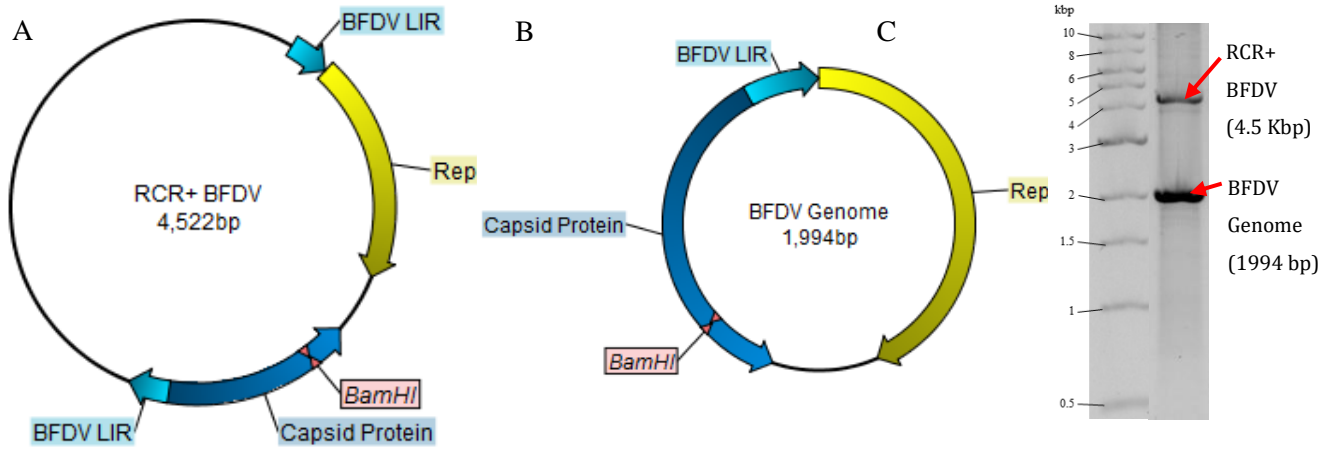 A
BFDV LIR
RCR+ BFDV
4,522bp
Rep
BamHI
BFDV LIR
Capsid Protein
B
BFDV LIR
Capsid Protein
BFDV Genome
1,994bp
Rep
BamHI
C
kbp
10
8
6
5
4
3
2
1.5
1
0.5
RCR+
BFDV
(4.5 Kbp)
BFDV
Genome
(1994 bp)